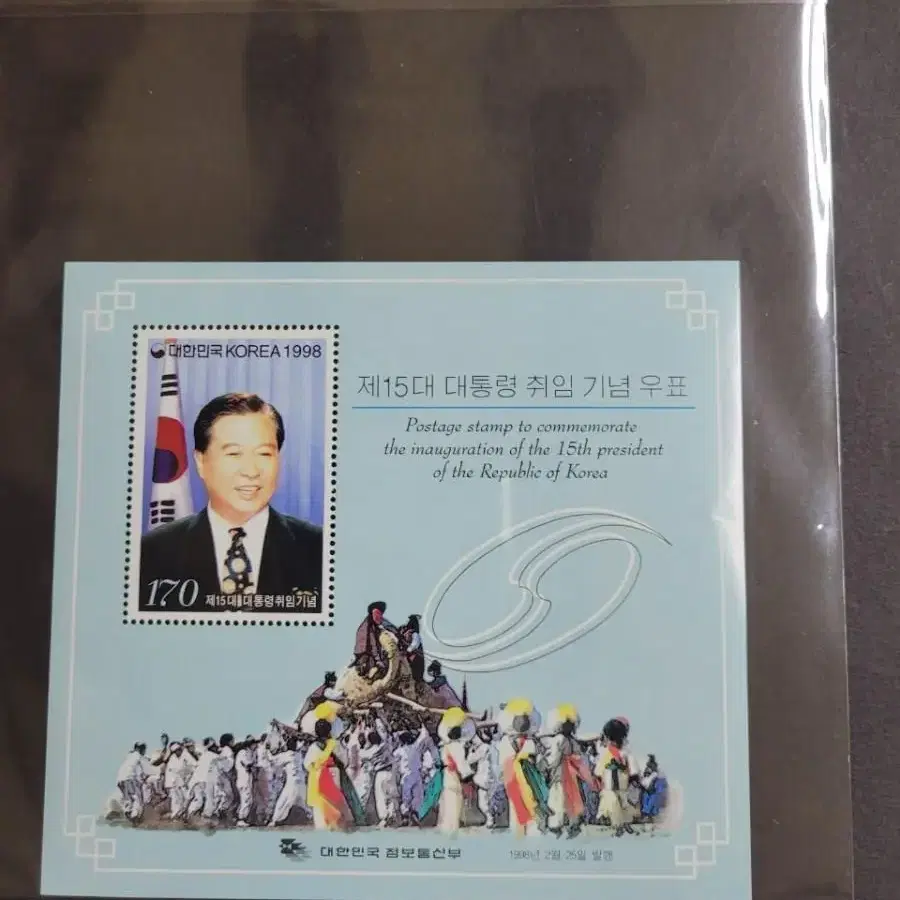 대한민국 KOREA 1998
170 제15대 대통령 취임 기념
제15대 대통령 취임 기념 우표
Postage stamp to commemorate
the inauguration of the 15th president
of the Republic of Korea
대한민국 정보통신부
1998년 2월 25일 발행